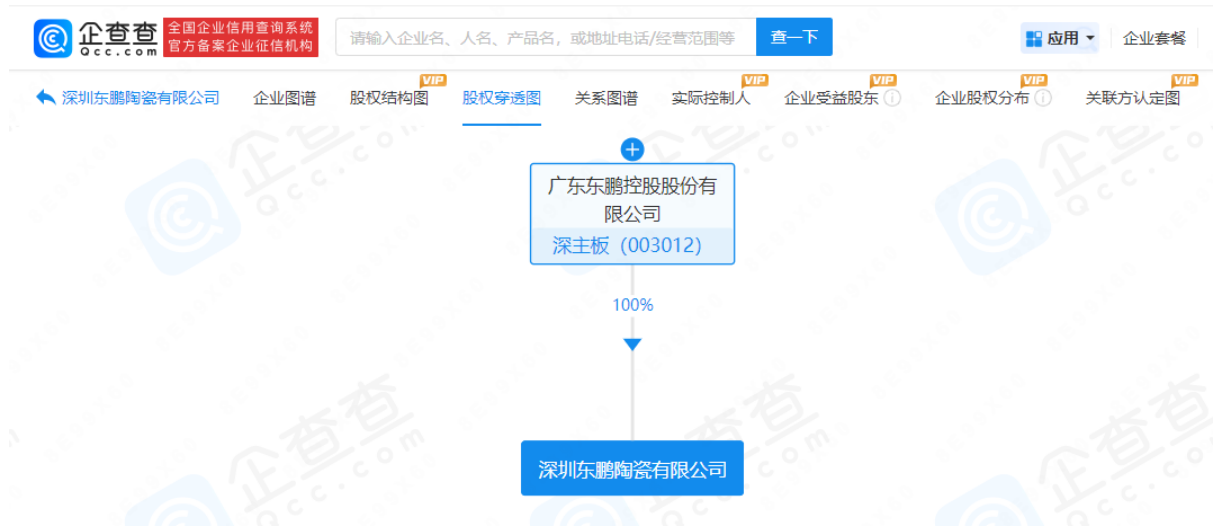 企查查
Qcc.com
全国企业信用查询系统
官方备案企业征信机构
请输入企业名、人名、产品名，或地址电话/经营范围等
查一下
应用
企业套餐
深圳东鹏陶瓷有限公司
企业图谱
股权结构图
VIP
股权穿透图
关系图谱
实际控制人
VIP
企业受益股东
VIP
企业股权分布
VIP
关联方认定图
VIP
广东东鹏控股股份有
限公司
深主板（003012）
100%
深圳东鹏陶瓷有限公司